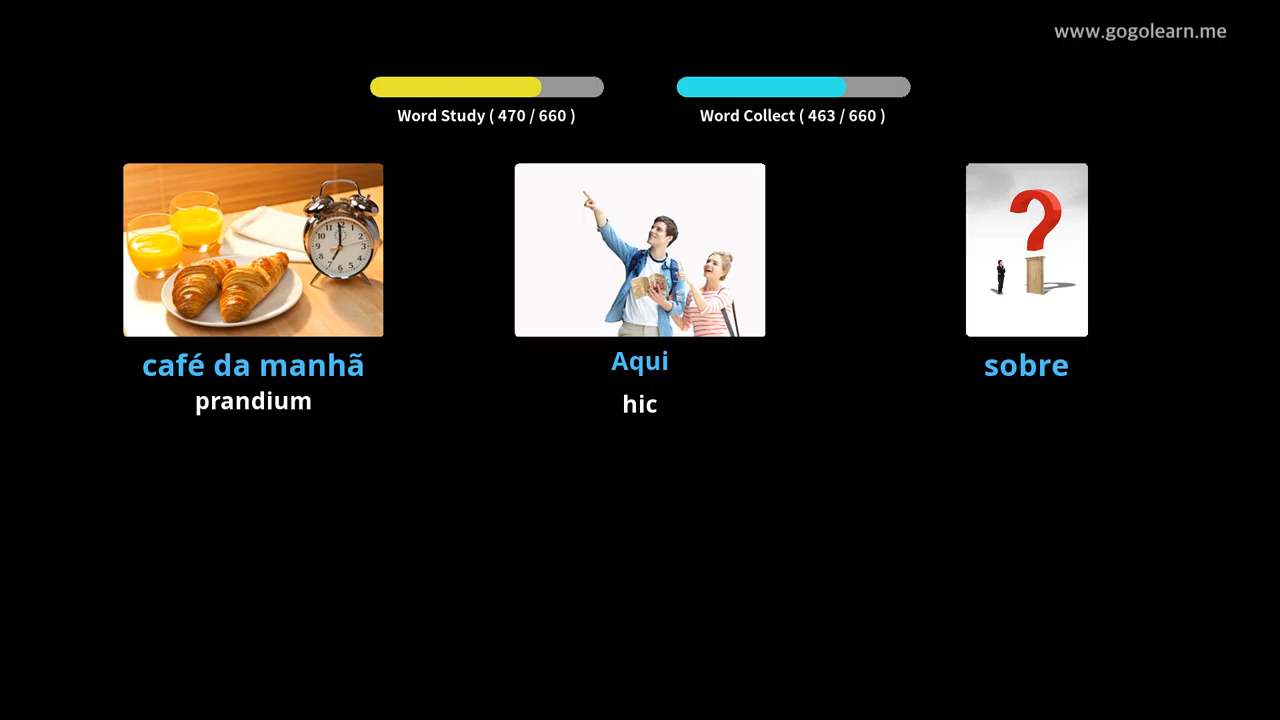 www.gogolearn.me
Word Study ( 470 / 660 )
Word Collect ( 463 / 660 )
café da manhã
prandium
Aqui
hic
sobre